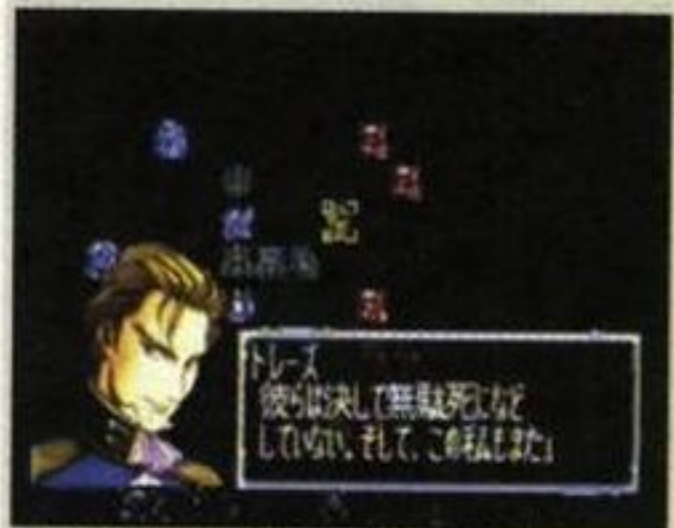 トレーズ
「彼らは決して無駄死になど
していない。そして、この私もまた」